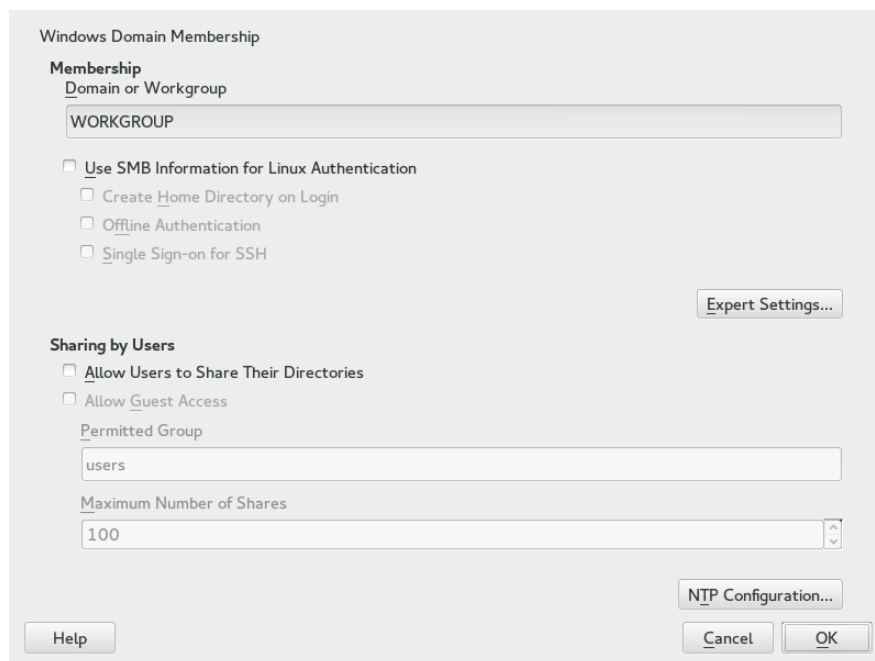 Windows Domain Membership
Membership
Domain or Workgroup
WORKGROUP
Use SMB Information for Linux Authentication
Create Home Directory on Login
Offline Authentication
Single Sign-on for SSH
Expert Settings...
Sharing by Users
Allow Users to Share Their Directories
Allow Guest Access
Permitted Group
users
Maximum Number of Shares
100
NTP Configuration...
Help
Cancel
OK